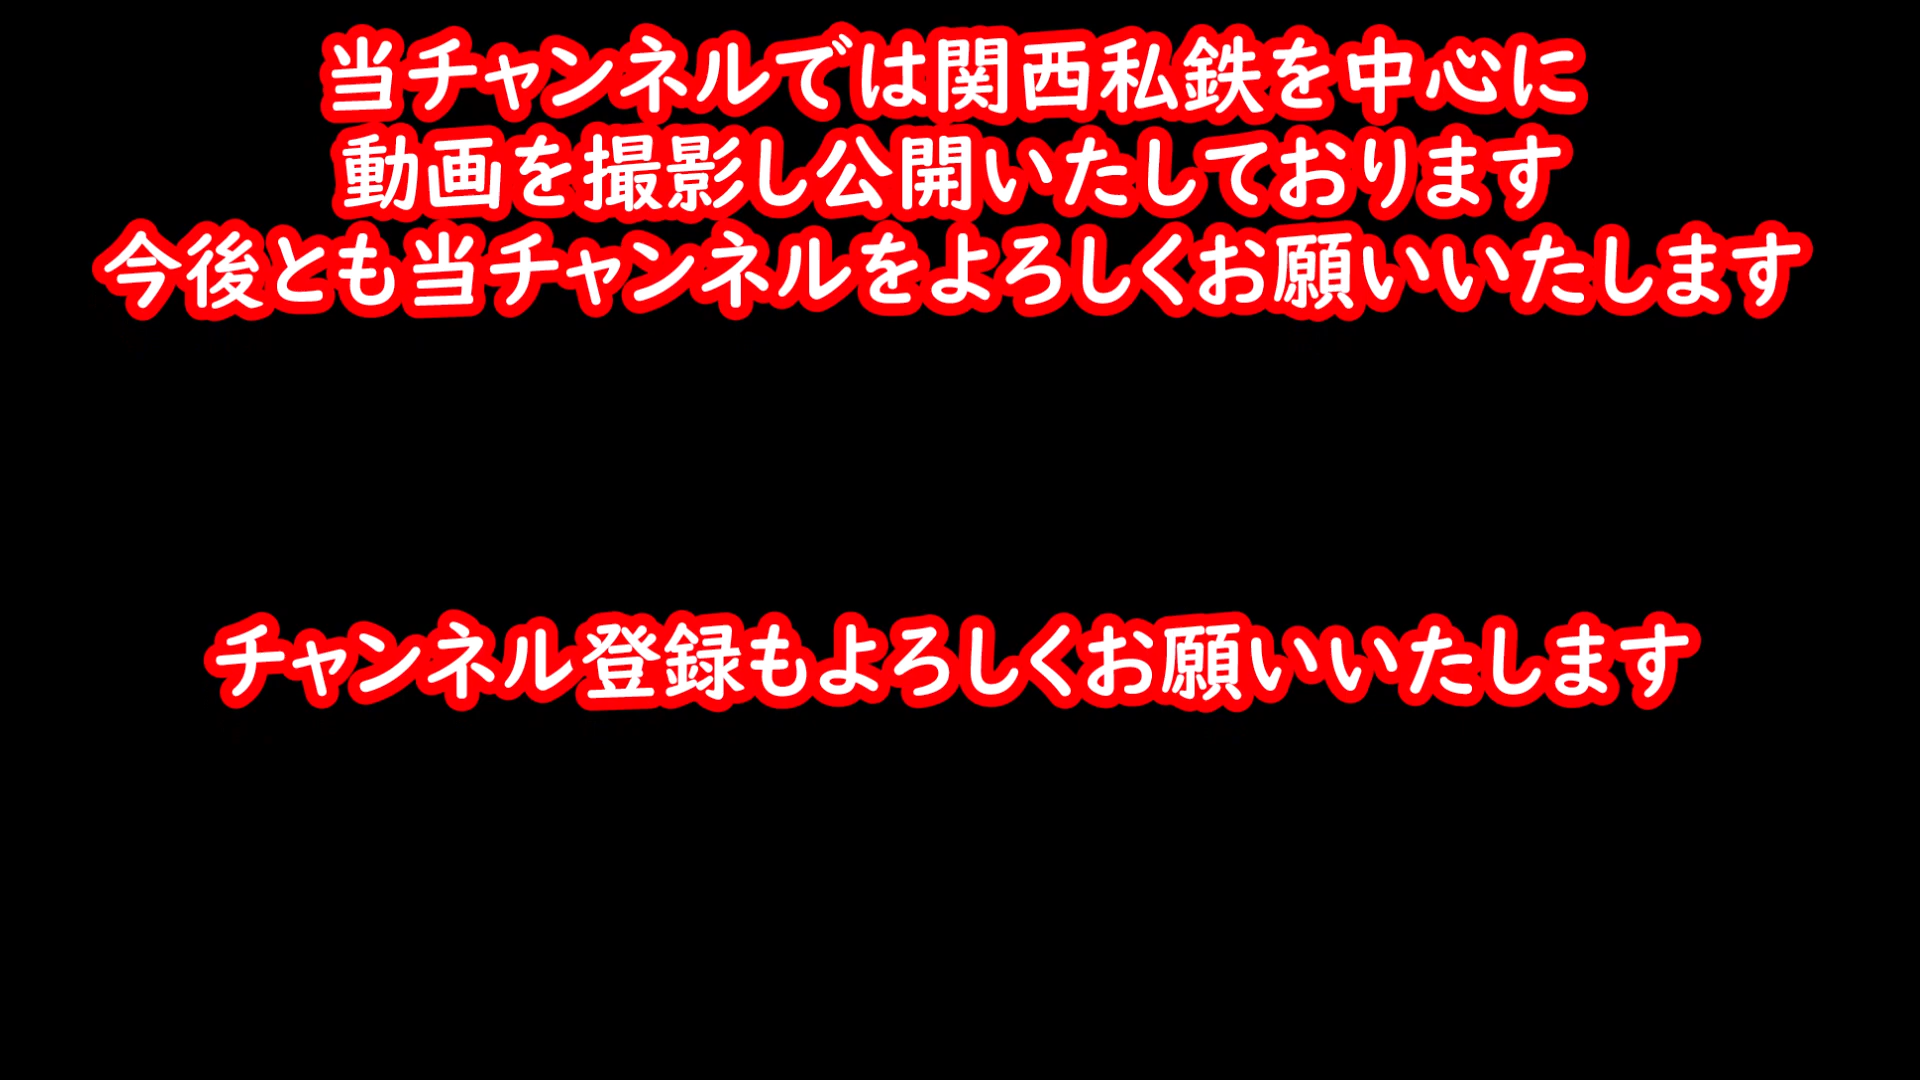 当チャンネルでは関西私鉄を中心に
動画を撮影し公開いたしております
今後とも当チャンネルをよろしくお願いいたします
チャンネル登録もよろしくお願いいたします